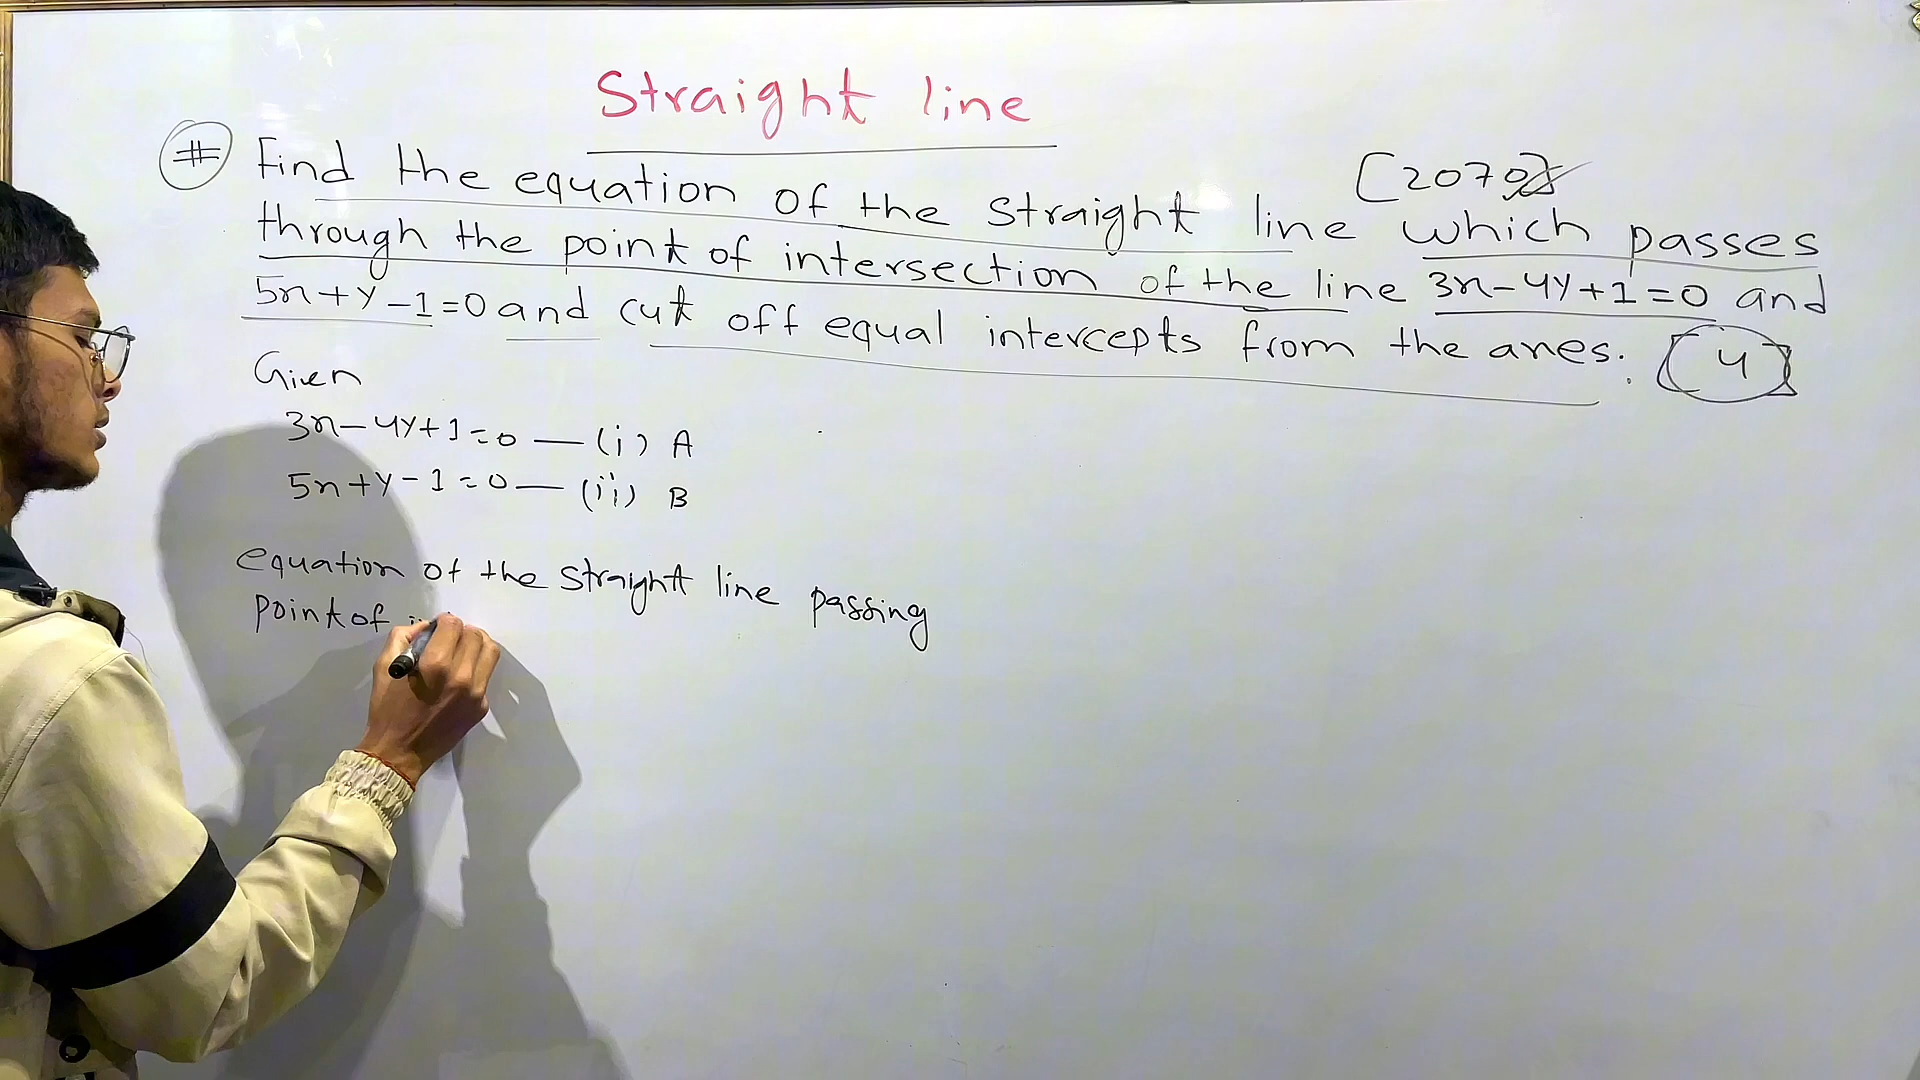 Straight line
# Find the equation of the straight line which passes [2070]
through the point of intersection of the line 3x-4y+1=0 and
5x+y-1=0 and cut off equal intercepts from the axes. [4]
Given
3x-4y+1=0 — (i) A
5x+y-1=0 — (ii) B
equation of the straight line passing
point of